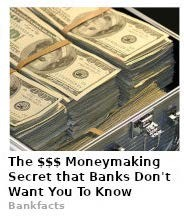 The $$$ Moneymaking
Secret that Banks Don't
Want You To Know
Bankfacts